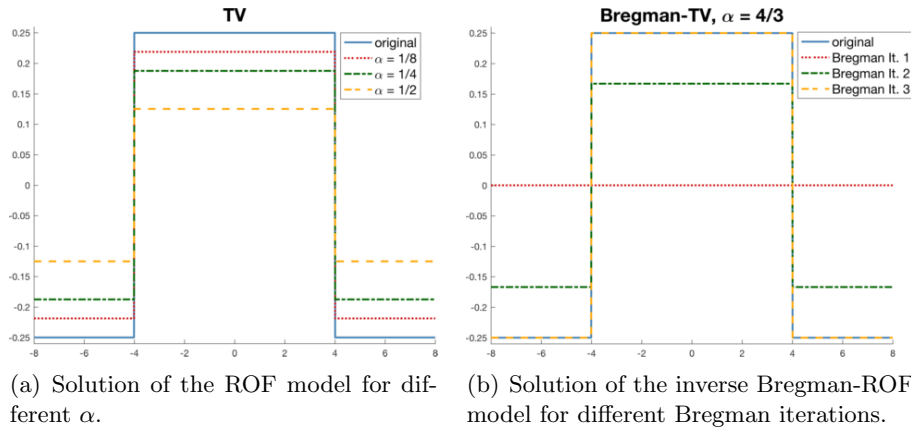 TV
0.25
0.2
0.15
0.1
0.05
0
-0.05
-0.1
-0.15
-0.2
-0.25
-8 -6 -4 -2 0 2 4 6 8
original
α = 1/8
α = 1/4
α = 1/2
(a) Solution of the ROF model for dif-
ferent α.
Bregman-TV, α = 4/3
0.25
0.2
0.15
0.1
0.05
0
-0.05
-0.1
-0.15
-0.2
-0.25
-8 -6 -4 -2 0 2 4 6 8
original
Bregman It. 1
Bregman It. 2
Bregman It. 3
(b) Solution of the inverse Bregman-ROF
model for different Bregman iterations.